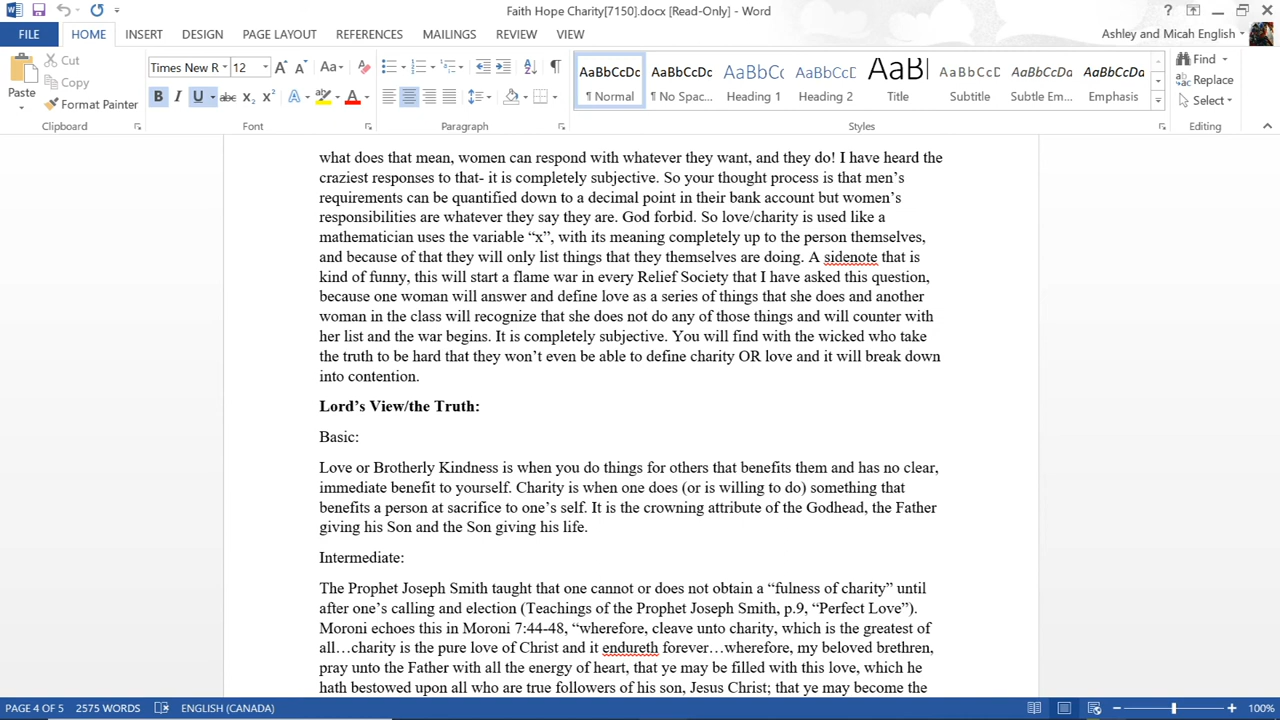 Faith Hope Charity[7150].docx [Read-Only] - Word
FILE HOME INSERT DESIGN PAGE LAYOUT REFERENCES MAILINGS REVIEW VIEW Ashley and Micah English
Paste Cut Copy Format Painter
Times New R 12
AaBbCcDc AaBbCcDc AaBbCc AaBbCcD AaBbCcDc AaBbCcDc AaBbCcDc
¶ Normal ¶ No Spac... Heading 1 Heading 2 Title Subtitle Subtle Em... Emphasis
Find Replace Select
Clipboard Font Paragraph Styles Editing
what does that mean, women can respond with whatever they want, and they do! I have heard the
craziest responses to that- it is completely subjective. So your thought process is that men’s
requirements can be quantified down to a decimal point in their bank account but women’s
responsibilities are whatever they say they are. God forbid. So love/charity is used like a
mathematician uses the variable “x”, with its meaning completely up to the person themselves,
and because of that they will only list things that they themselves are doing. A sidenote that is
kind of funny, this will start a flame war in every Relief Society that I have asked this question,
because one woman will answer and define love as a series of things that she does and another
woman in the class will recognize that she does not do any of those things and will counter with
her list and the war begins. It is completely subjective. You will find with the wicked who take
the truth to be hard that they won’t even be able to define charity OR love and it will break down
into contention.
Lord’s View/the Truth:
Basic:
Love or Brotherly Kindness is when you do things for others that benefits them and has no clear,
immediate benefit to yourself. Charity is when one does (or is willing to do) something that
benefits a person at sacrifice to one’s self. It is the crowning attribute of the Godhead, the Father
giving his Son and the Son giving his life.
Intermediate:
The Prophet Joseph Smith taught that one cannot or does not obtain a “fulness of charity” until
after one’s calling and election (Teachings of the Prophet Joseph Smith, p.9, “Perfect Love”).
Moroni echoes this in Moroni 7:44-48, “wherefore, cleave unto charity, which is the greatest of
all…charity is the pure love of Christ and it endureth forever…wherefore, my beloved brethren,
pray unto the Father with all the energy of heart, that ye may be filled with this love, which he
hath bestowed upon all who are true followers of his son, Jesus Christ; that ye may become the
PAGE 4 OF 5 2575 WORDS ENGLISH (CANADA) 100%